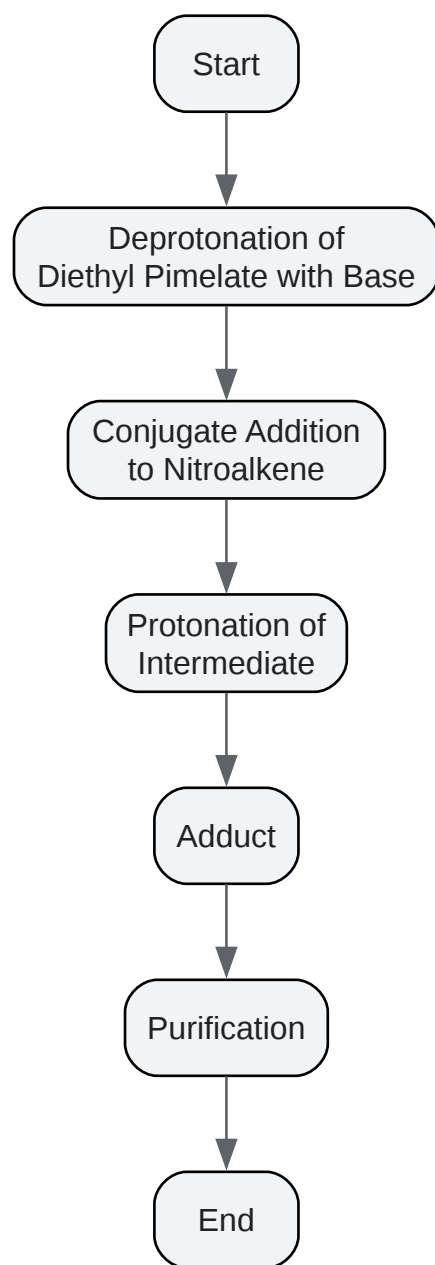 Start
Deprotonation of
Diethyl Pimelate with Base
Conjugate Addition
to Nitroalkene
Protonation of
Intermediate
Adduct
Purification
End